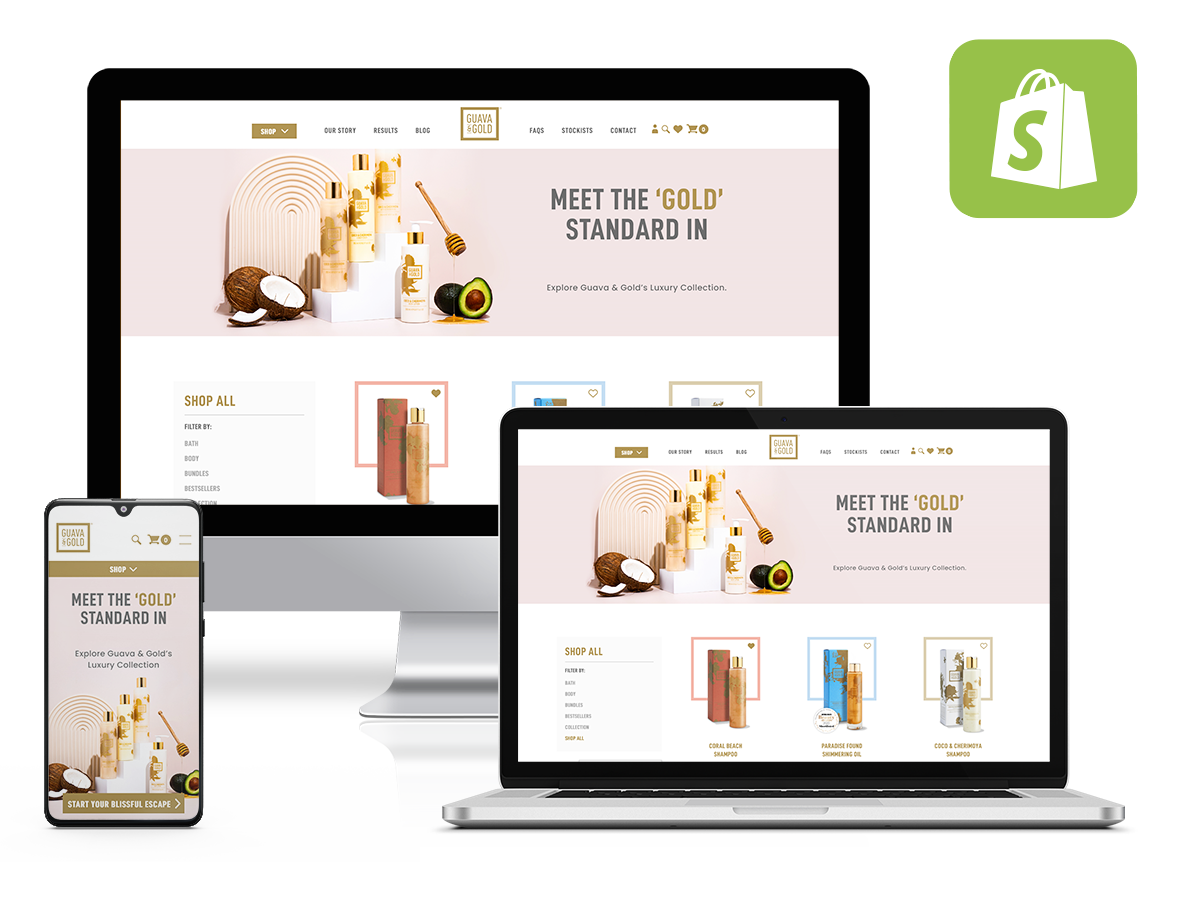 SHOP
OUR STORY
RESULTS
BLOG
GUAVA
& GOLD
FAQS
STOCKISTS
CONTACT
0
MEET THE ‘GOLD’
STANDARD IN
Explore Guava & Gold's Luxury Collection.
SHOP ALL
FILTER BY:
BATH
BODY
BUNDLES
BESTSELLERS
S
SHOP
OUR STORY
RESULTS
BLOG
GUAVA
& GOLD
FAQS
STOCKISTS
CONTACT
0
MEET THE ‘GOLD’
STANDARD IN
Explore Guava & Gold's Luxury Collection.
SHOP ALL
FILTER BY:
BATH
BODY
BUNDLES
BESTSELLERS
COLLECTION
SHOP ALL
CORAL BEACH
SHAMPOO
PARADISE FOUND
SHIMMERING OIL
COCO & CHERIMOYA
SHAMPOO
GUAVA
& GOLD
0
SHOP
MEET THE ‘GOLD’
STANDARD IN
Explore Guava & Gold's
Luxury Collection
START YOUR BLISSFUL ESCAPE